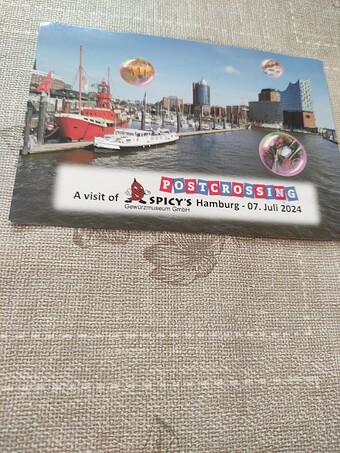 POSTCROSSING
A visit of SPICY'S Hamburg - 07. Juli 2024
Gewürzmuseum GmbH